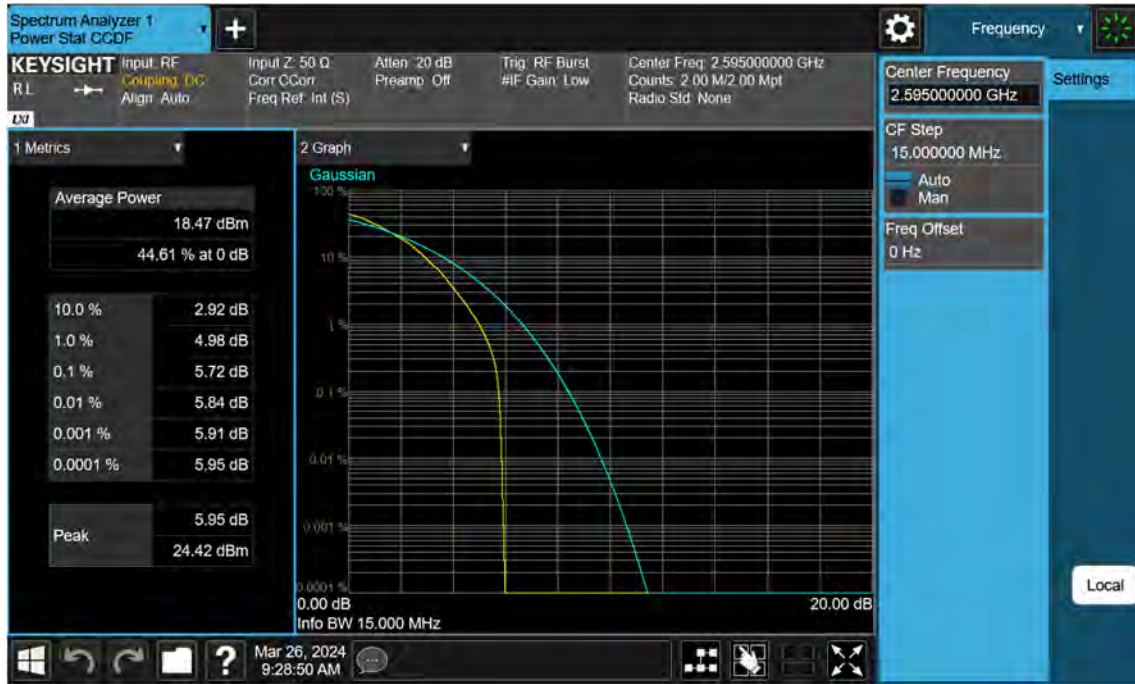 Spectrum Analyzer 1
Power Stat CCDF
Frequency
KEYSIGHT
Input: RF
Input Z: 50 Ω
Atten: 20 dB
Trig: RF Burst
Center Freq: 2.595000000 GHz
RL
Coupling: DC
Corr CCorr
Preamp: Off
#IF Gain: Low
Counts: 2.00 M/2.00 Mpt
Align: Auto
Freq Ref: Int (S)
Radio Std: None
LXI
Center Frequency
2.595000000 GHz
Settings
CF Step
15.000000 MHz
Auto
Man
Freq Offset
0 Hz
1 Metrics
Average Power
18.47 dBm
44.61 % at 0 dB
10.0 % 2.92 dB
1.0 % 4.98 dB
0.1 % 5.72 dB
0.01 % 5.84 dB
0.001 % 5.91 dB
0.0001 % 5.95 dB
Peak
5.95 dB
24.42 dBm
2 Graph
Gaussian
100 %
10 %
1 %
0.1 %
0.01 %
0.001 %
0.0001 %
0.00 dB 20.00 dB
Info BW 15.000 MHz
Local
?
Mar 26, 2024
9:28:50 AM